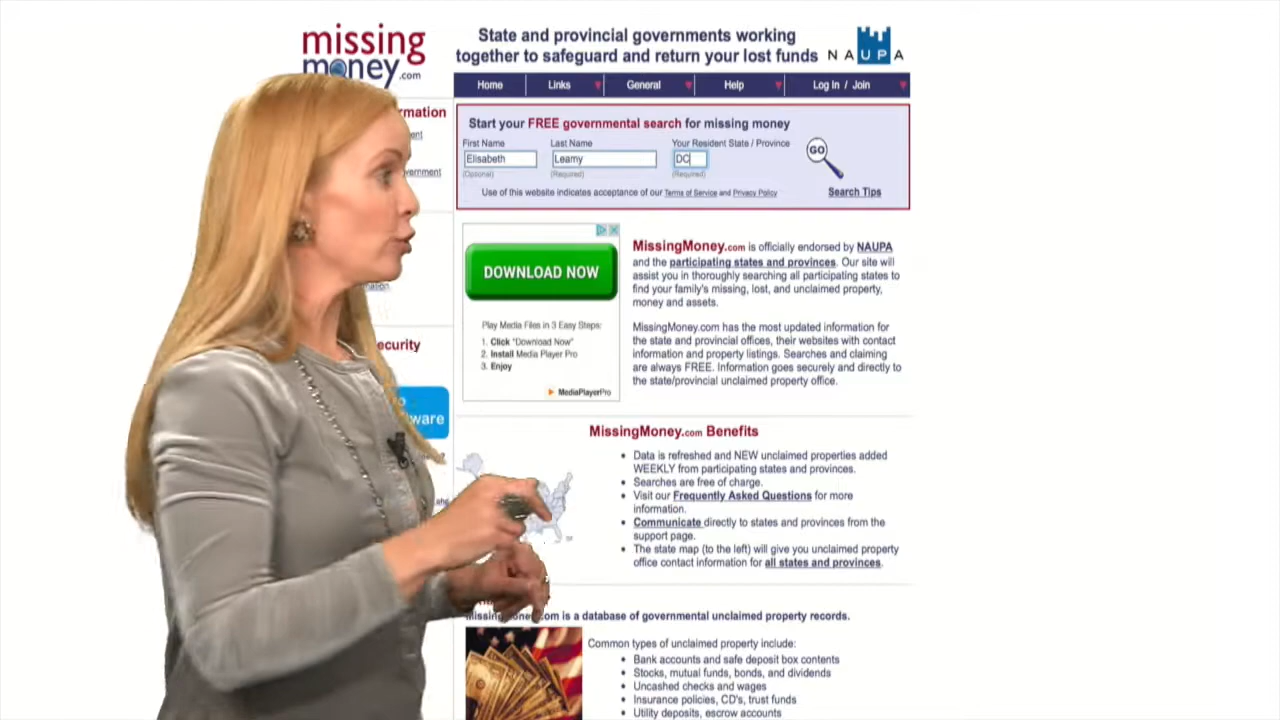 missing
money.com
State and provincial governments working
together to safeguard and return your lost funds
NAUPA
Home
Links
General
Help
Log In / Join
Start your FREE governmental search for missing money
First Name
Last Name
Your Resident State / Province
Elisabeth
Leamy
DC
GO
(Optional)
(Required)
(Required)
Use of this website indicates acceptance of our Terms of Service and Privacy Policy
Search Tips
DOWNLOAD NOW
Play Media Files in 3 Easy Steps:
1. Click "Download Now"
2. Install Media Player Pro
3. Enjoy
MediaPlayerPro
MissingMoney.com is officially endorsed by NAUPA
and the participating states and provinces. Our site will
assist you in thoroughly searching all participating states to
find your family's missing, lost, and unclaimed property,
money and assets.
MissingMoney.com has the most updated information for
the state and provincial offices, their websites with contact
information and property listings. Searches and claiming
are always FREE. Information goes securely and directly to
the state/provincial unclaimed property office.
MissingMoney.com Benefits
• Data is refreshed and NEW unclaimed properties added
WEEKLY from participating states and provinces.
• Searches are free of charge.
• Visit our Frequently Asked Questions for more
information.
• Communicate directly to states and provinces from the
support page.
• The state map (to the left) will give you unclaimed property
office contact information for all states and provinces.
is a database of governmental unclaimed property records.
Common types of unclaimed property include:
• Bank accounts and safe deposit box contents
• Stocks, mutual funds, bonds, and dividends
• Uncashed checks and wages
• Insurance policies, CD's, trust funds
• Utility deposits, escrow accounts